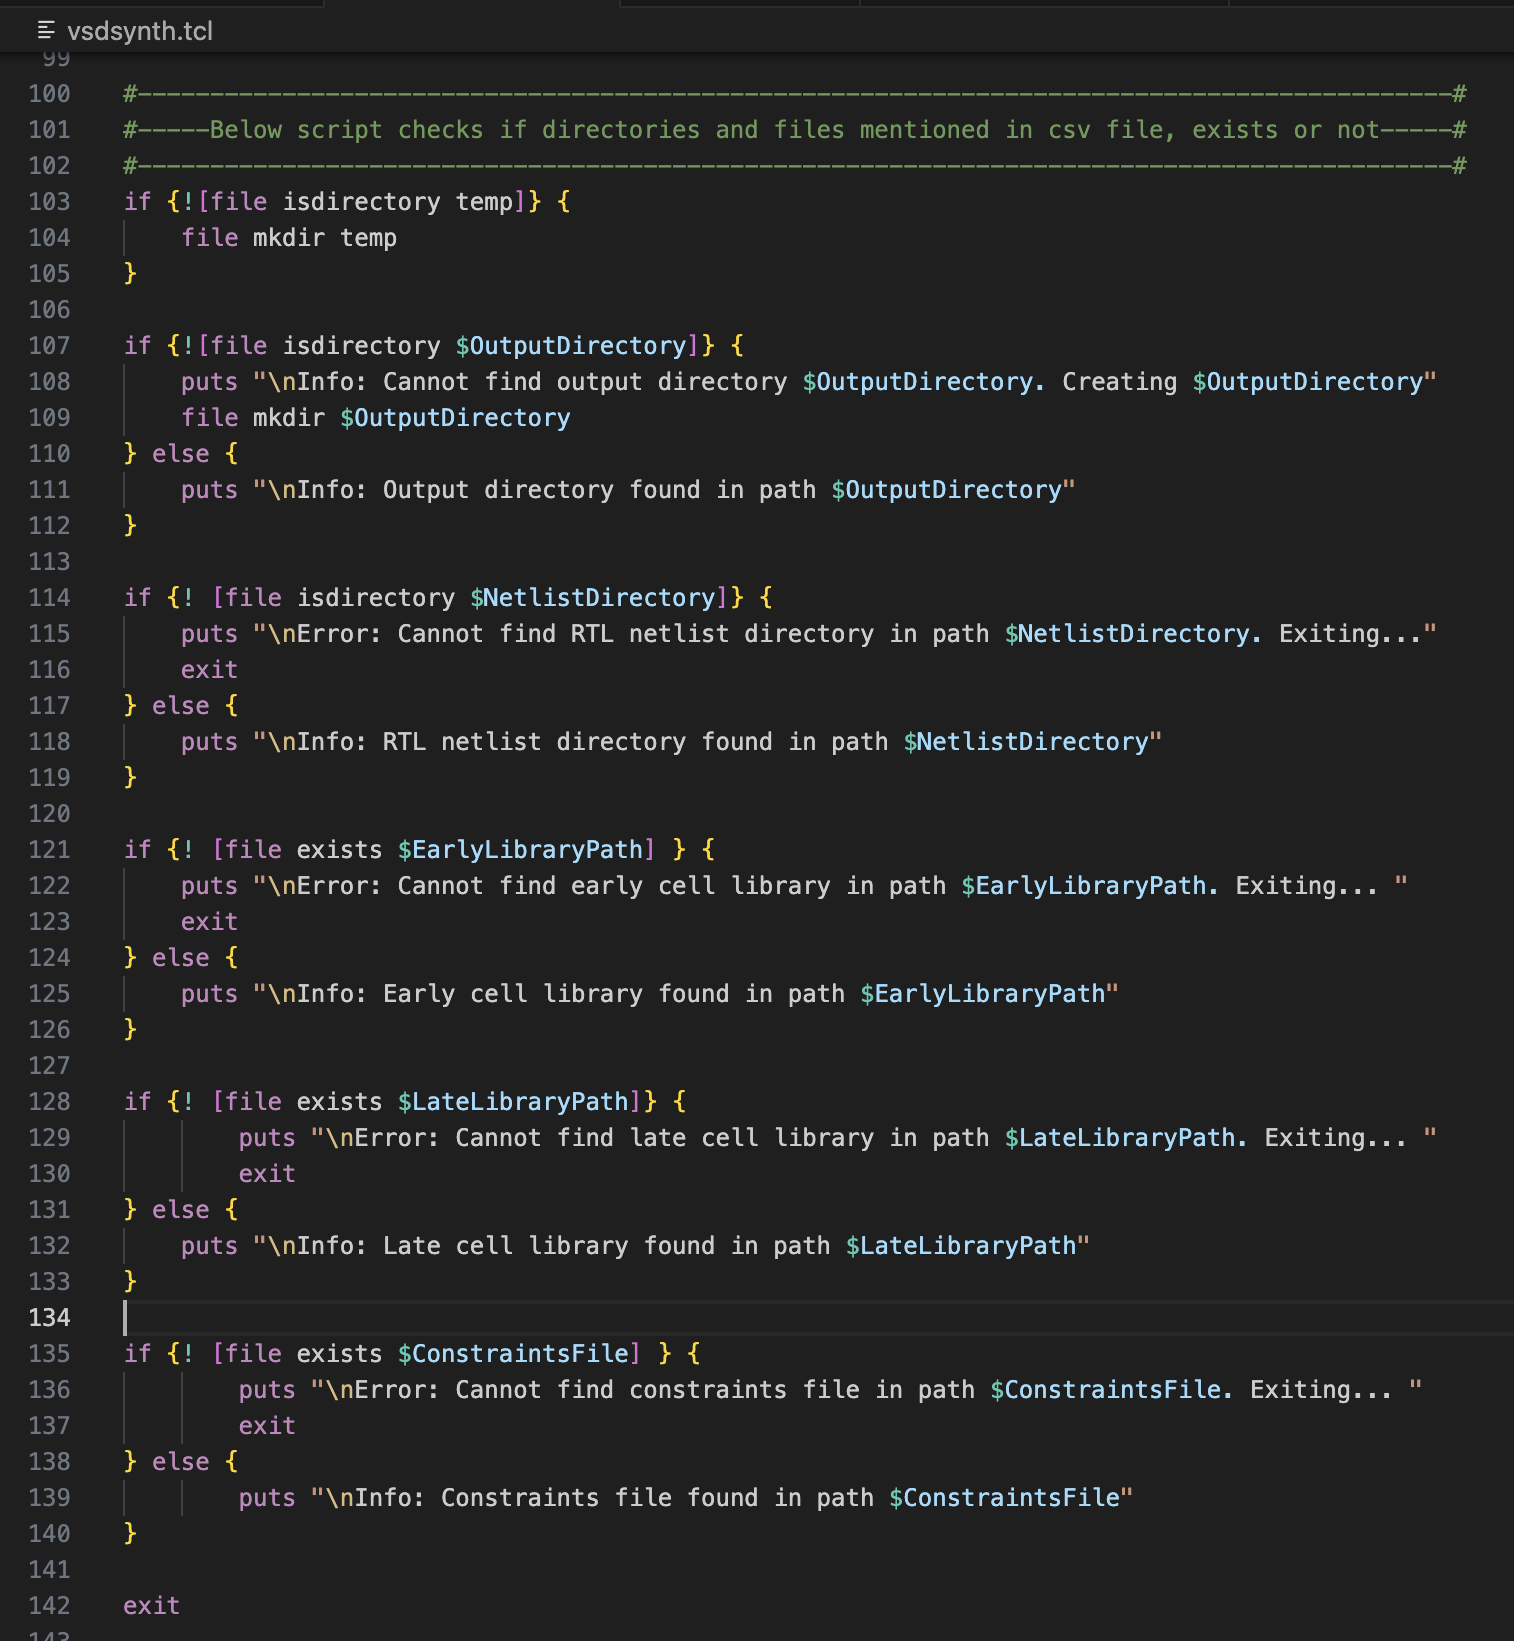 vsdsynth.tcl
99
100 #-------------------------------------------------------------------------------------------#
101 #-----Below script checks if directories and files mentioned in csv file, exists or not-----#
102 #-------------------------------------------------------------------------------------------#
103 if {![file isdirectory temp]} {
104     file mkdir temp
105 }
106
107 if {![file isdirectory $OutputDirectory]} {
108     puts "\nInfo: Cannot find output directory $OutputDirectory. Creating $OutputDirectory"
109     file mkdir $OutputDirectory
110 } else {
111     puts "\nInfo: Output directory found in path $OutputDirectory"
112 }
113
114 if {! [file isdirectory $NetlistDirectory]} {
115     puts "\nError: Cannot find RTL netlist directory in path $NetlistDirectory. Exiting..."
116     exit
117 } else {
118     puts "\nInfo: RTL netlist directory found in path $NetlistDirectory"
119 }
120
121 if {! [file exists $EarlyLibraryPath] } {
122     puts "\nError: Cannot find early cell library in path $EarlyLibraryPath. Exiting... "
123     exit
124 } else {
125     puts "\nInfo: Early cell library found in path $EarlyLibraryPath"
126 }
127
128 if {! [file exists $LateLibraryPath]} {
129         puts "\nError: Cannot find late cell library in path $LateLibraryPath. Exiting... "
130         exit
131 } else {
132     puts "\nInfo: Late cell library found in path $LateLibraryPath"
133 }
134
135 if {! [file exists $ConstraintsFile] } {
136         puts "\nError: Cannot find constraints file in path $ConstraintsFile. Exiting... "
137         exit
138 } else {
139         puts "\nInfo: Constraints file found in path $ConstraintsFile"
140 }
141
142 exit
143